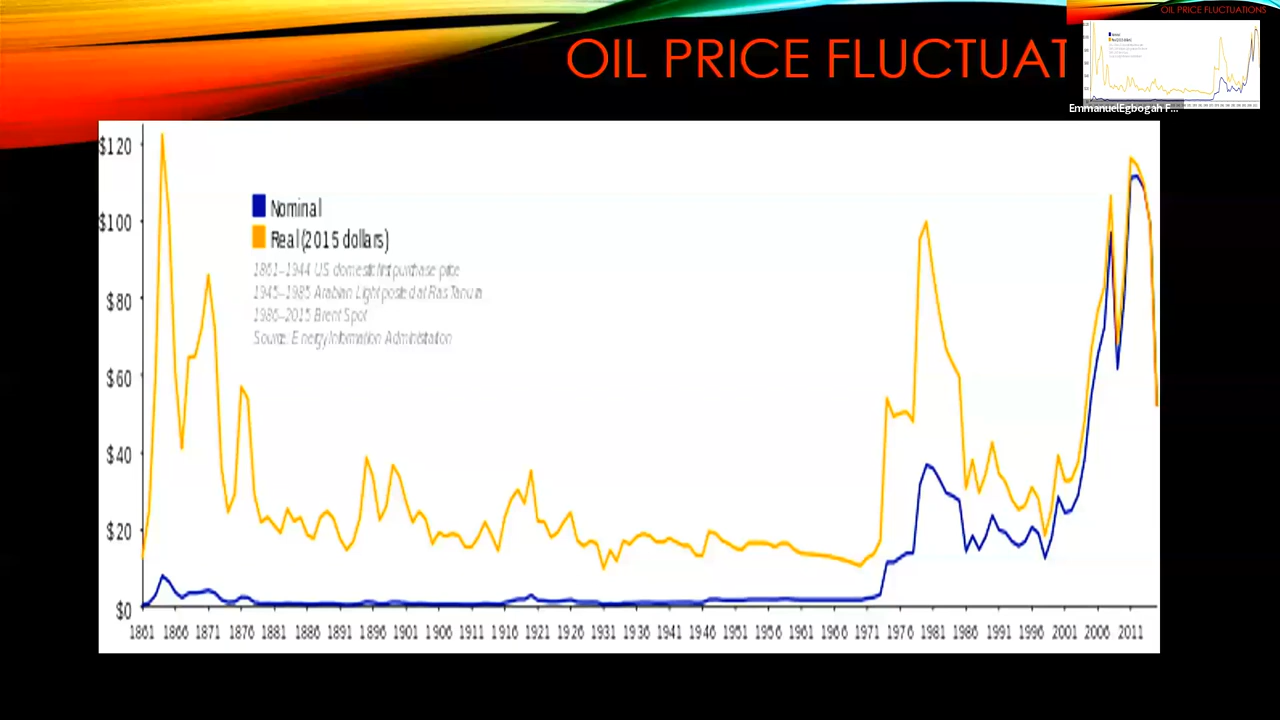 OIL PRICE FLUCTUAT
OIL PRICE FLUCTUATIONS
EmmanuelEgbogah F...
$120
$100
$80
$60
$40
$20
$0
Nominal
Real (2015 dollars)
1861–1944 US domestic first purchase price
1945–1985 Arabian Light posted at Ras Tanura
1986–2015 Brent Spot
Source: Energy Information Administration
1861 1866 1871 1876 1881 1886 1891 1896 1901 1906 1911 1916 1921 1926 1931 1936 1941 1946 1951 1956 1961 1966 1971 1976 1981 1986 1991 1996 2001 2006 2011